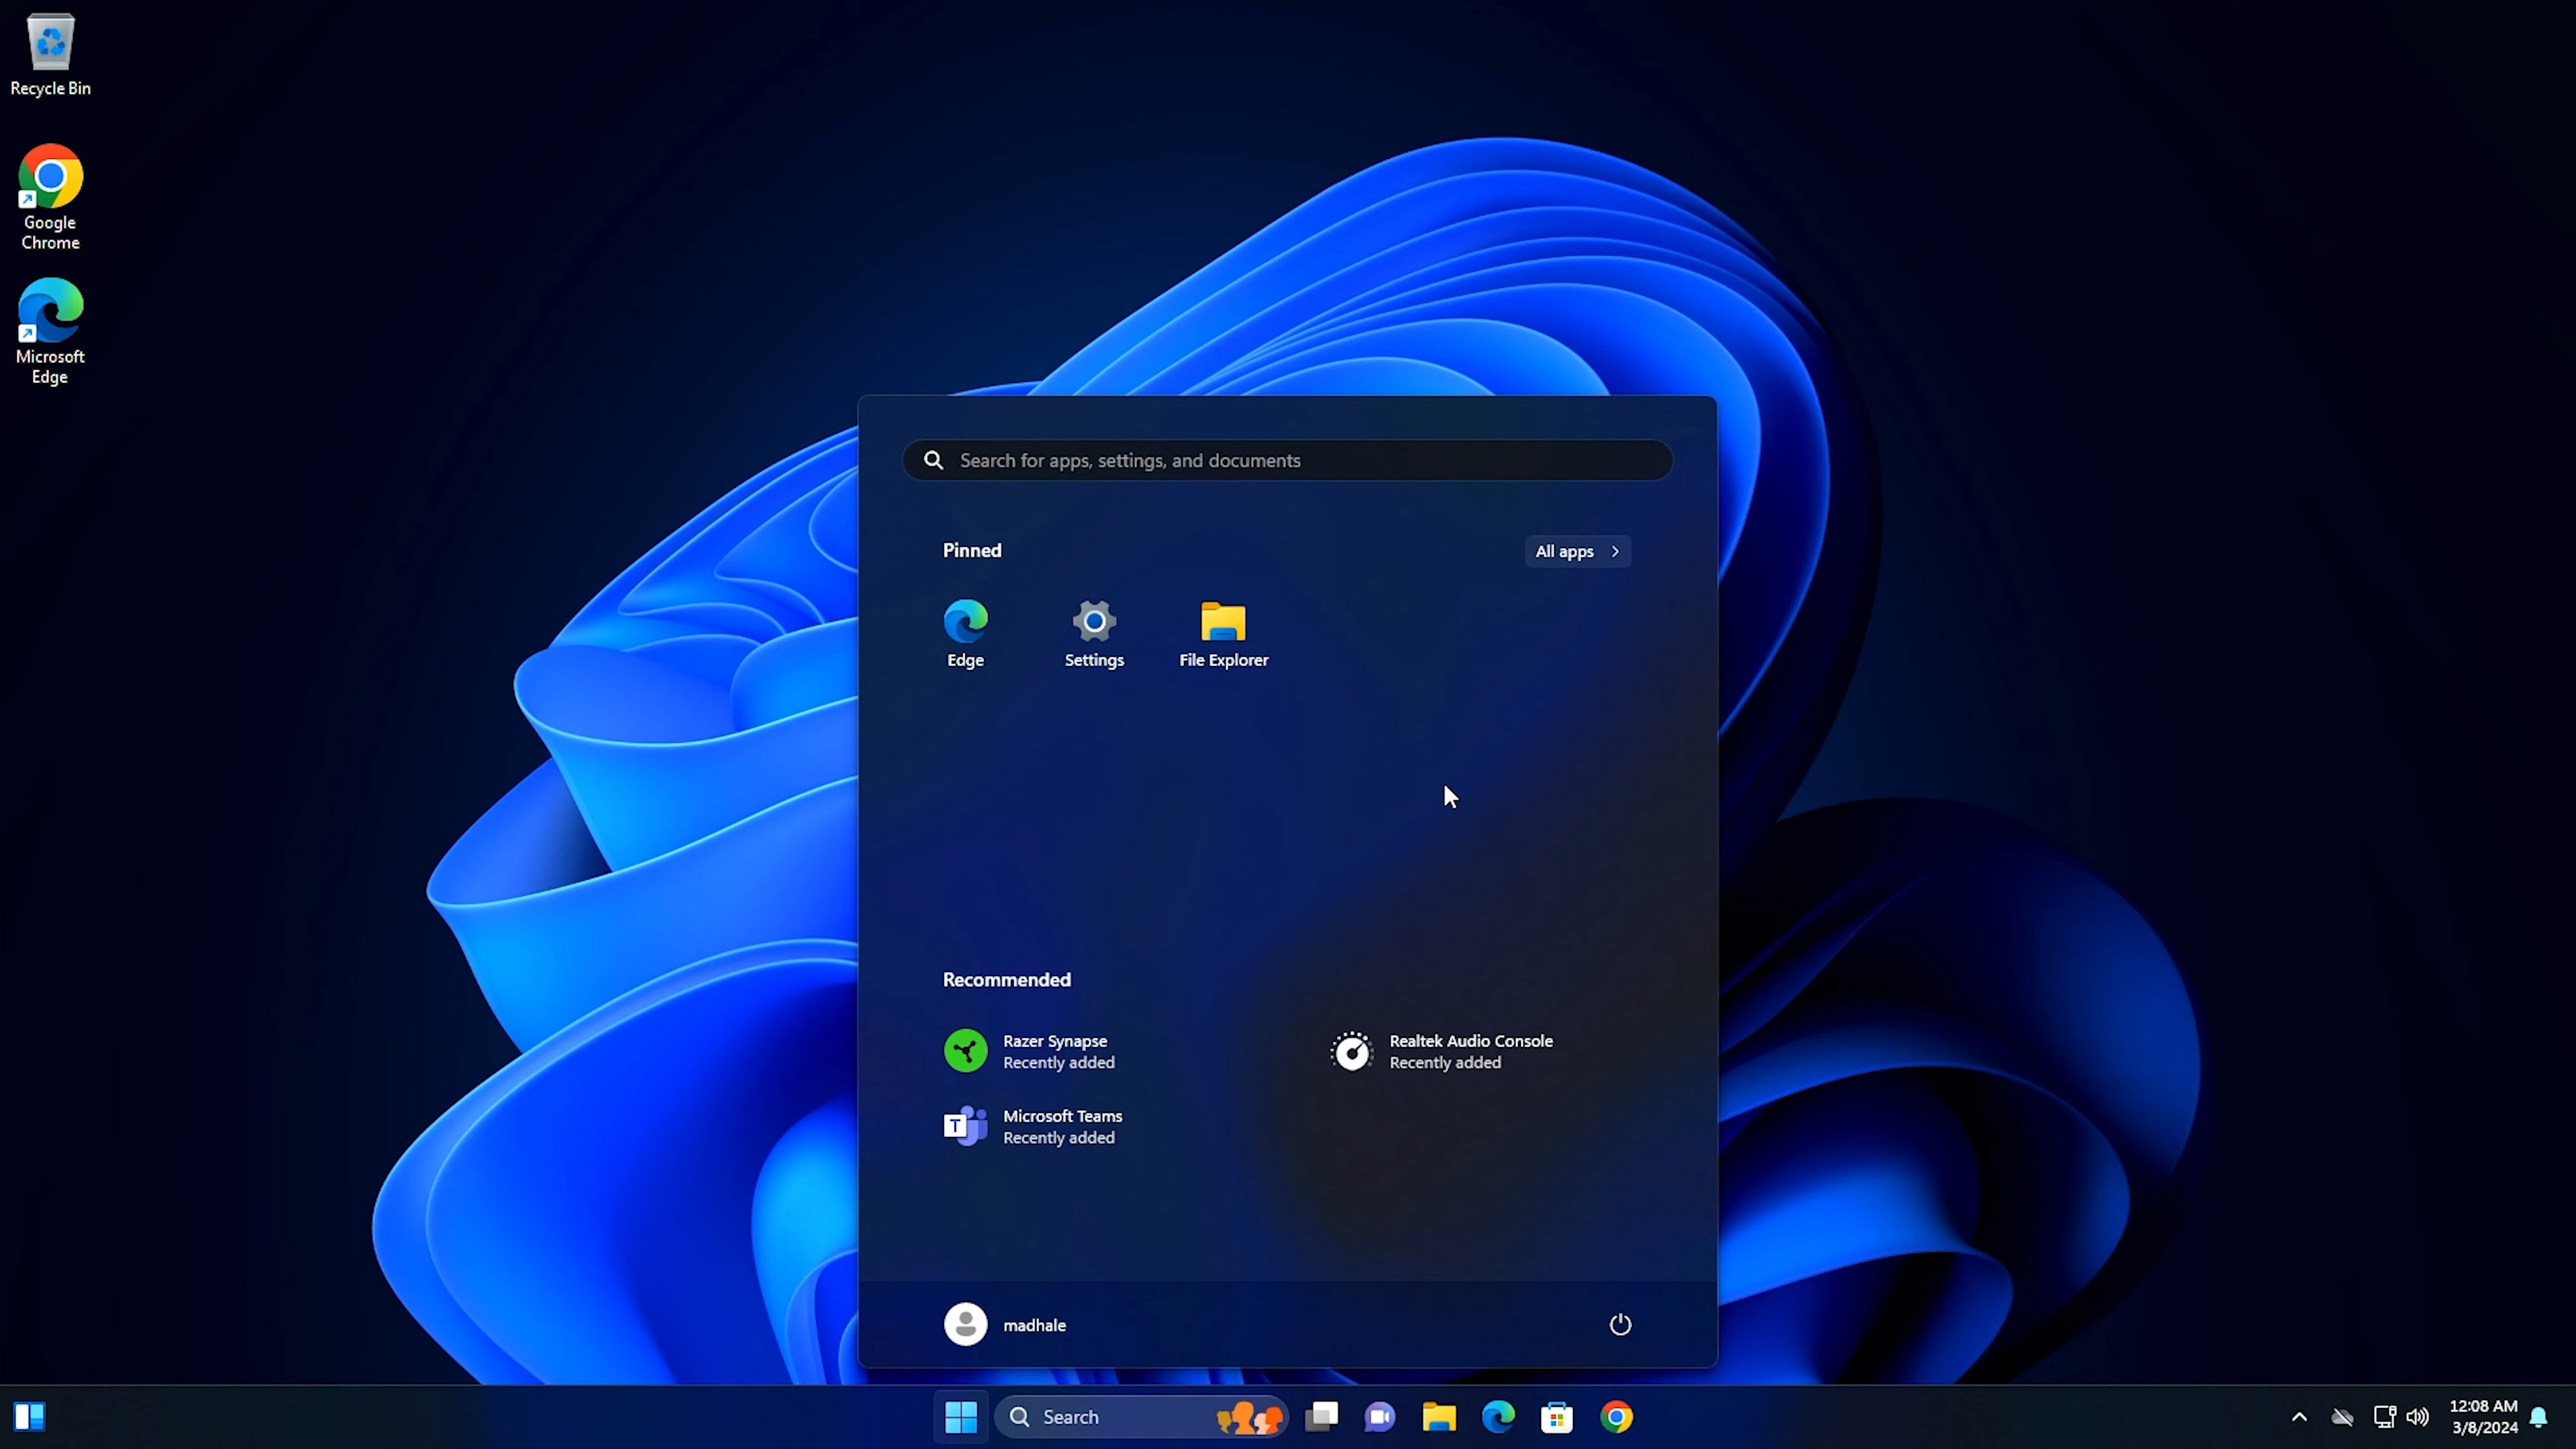 Recycle Bin
Google
Chrome
Microsoft
Edge
Search for apps, settings, and documents
Pinned
All apps
Edge
Settings
File Explorer
Recommended
Razer Synapse
Recently added
Realtek Audio Console
Recently added
T
Microsoft Teams
Recently added
madhale
Search
12:08 AM
3/8/2024